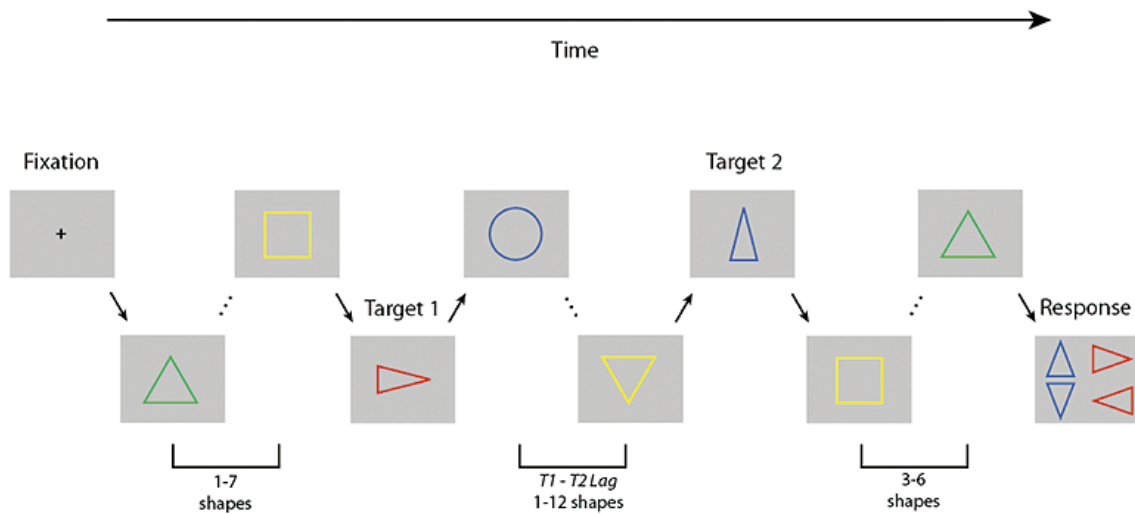 Time
Fixation
Target 2
Target 1
Response
1-7
shapes
T1 - T2 Lag
1-12 shapes
3-6
shapes